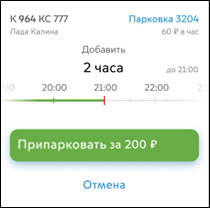 К 964 КС 777 Парковка 3204
Лада Калина 60 ₽ в час
Добавить
2 часа до 21:00
00 20:00 21:00 22:00
Припарковать за 200 ₽
Отмена